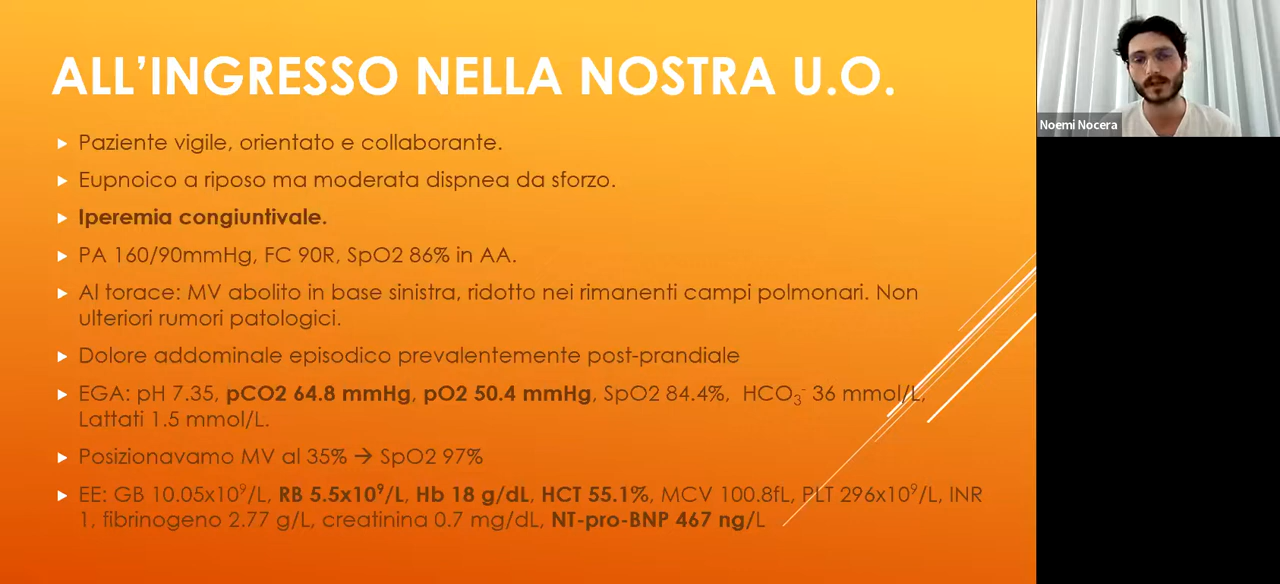 ALL’INGRESSO NELLA NOSTRA U.O.
Paziente vigile, orientato e collaborante.
Eupnoico a riposo ma moderata dispnea da sforzo.
Iperemia congiuntivale.
PA 160/90mmHg, FC 90R, SpO2 86% in AA.
Al torace: MV abolito in base sinistra, ridotto nei rimanenti campi polmonari. Non
ulteriori rumori patologici.
Dolore addominale episodico prevalentemente post-prandiale
EGA: pH 7.35, pCO2 64.8 mmHg, pO2 50.4 mmHg, SpO2 84.4%, HCO₃⁻ 36 mmol/L,
Lattati 1.5 mmol/L.
Posizionavamo MV al 35% → SpO2 97%
EE: GB 10.05x10⁹/L, RB 5.5x10⁹/L, Hb 18 g/dL, HCT 55.1%, MCV 100.8fL, PLT 296x10⁹/L, INR
1, fibrinogeno 2.77 g/L, creatinina 0.7 mg/dL, NT-pro-BNP 467 ng/L
Noemi Nocera